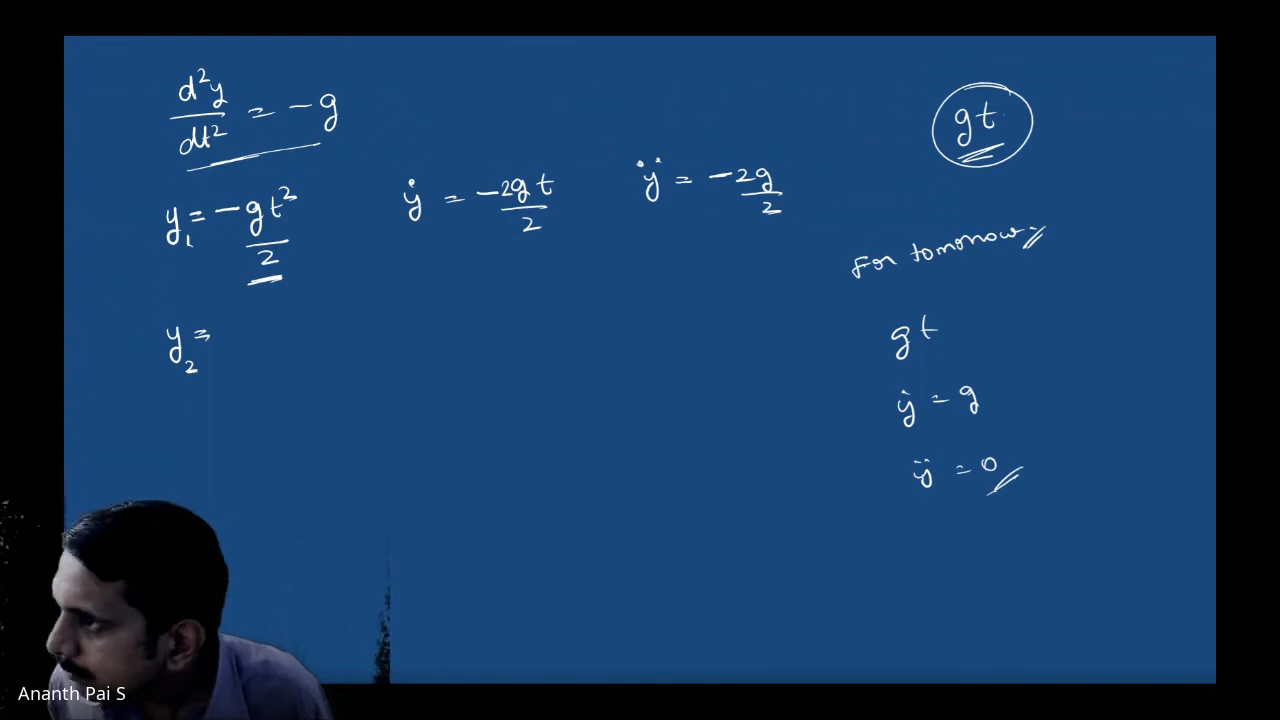 d²y/dt² = -g
y₁ = -gt²/2    ẏ = -2gt/2    ÿ = -2g/2
y₂ =
gt
For tomorrow
gt
ẏ = g
ÿ = 0
Ananth Pai S